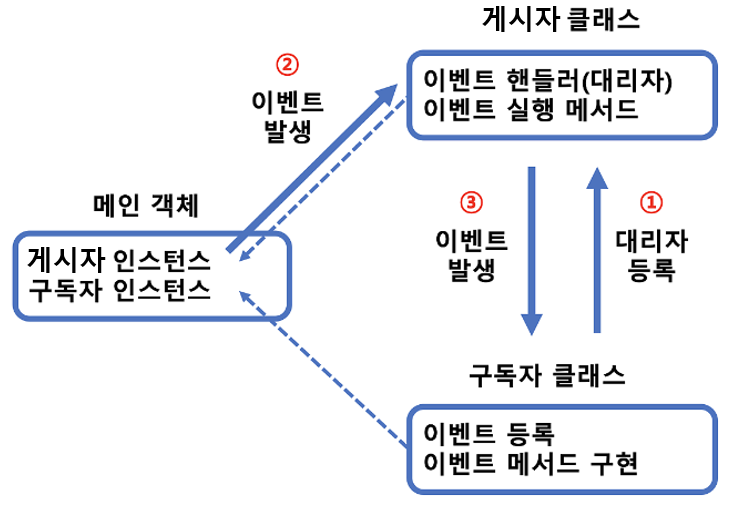 게시자 클래스
이벤트 핸들러(대리자)
이벤트 실행 메서드
②
이벤트
발생
메인 객체
게시자 인스턴스
구독자 인스턴스
③
이벤트
발생
①
대리자
등록
구독자 클래스
이벤트 등록
이벤트 메서드 구현